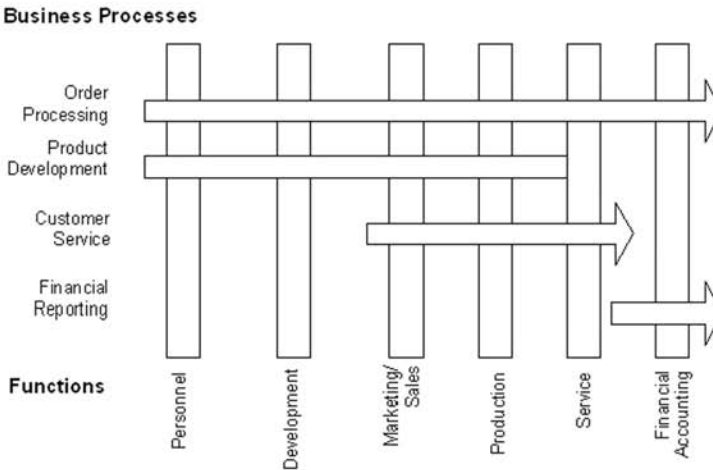 Business Processes
Order
Processing
Product
Development
Customer
Service
Financial
Reporting
Functions
Personnel
Development
Marketing/
Sales
Production
Service
Financial
Accounting